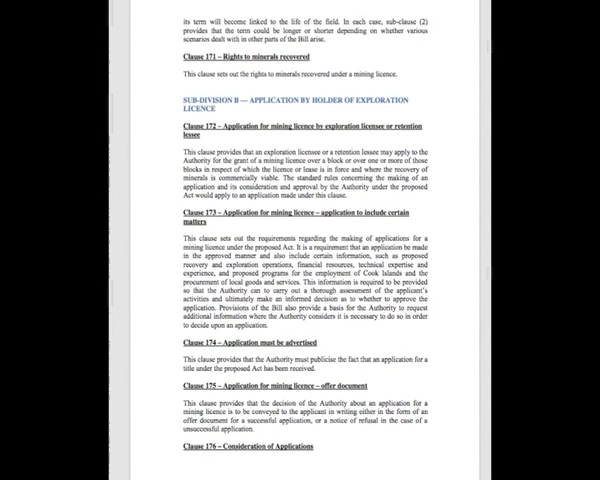 its term will become linked to the life of the field. In each case, sub-clause (2)
provides that the term could be longer or shorter depending on whether various
scenarios dealt with in other parts of the Bill arise.
Clause 171 – Rights to minerals recovered
This clause sets out the rights to minerals recovered under a mining licence.
SUB-DIVISION B — APPLICATION BY HOLDER OF EXPLORATION
LICENCE
Clause 172 – Application for mining licence by exploration licensee or retention
lessee
This clause provides that an exploration licensee or a retention lessee may apply to the
Authority for the grant of a mining licence over a block or over one or more of those
blocks in respect of which the licence or lease is in force and where the recovery of
minerals is commercially viable. The standard rules concerning the making of an
application and its consideration and approval by the Authority under the proposed
Act would apply to an application made under this clause.
Clause 173 – Application for mining licence – application to include certain
matters
This clause sets out the requirements regarding the making of applications for a
mining licence under the proposed Act. It is a requirement that an application be made
in the approved manner and also include certain information, such as proposed
recovery and exploration operations, financial resources, technical expertise and
experience, and proposed programs for the employment of Cook Islands and the
procurement of local goods and services. This information is required to be provided
so that the Authority can to carry out a thorough assessment of the applicant's
activities and ultimately make an informed decision as to whether to approve the
application. Provisions of the Bill also provide a basis for the Authority to request
additional information where the Authority considers it is necessary to do so in order
to decide upon an application.
Clause 174 – Application must be advertised
This clause provides that the Authority must publicise the fact that an application for a
title under the proposed Act has been received.
Clause 175 – Application for mining licence – offer document
This clause provides that the decision of the Authority about an application for a
mining licence is to be conveyed to the applicant in writing either in the form of an
offer document for a successful application, or a notice of refusal in the case of a
unsuccessful application.
Clause 176 – Consideration of Applications